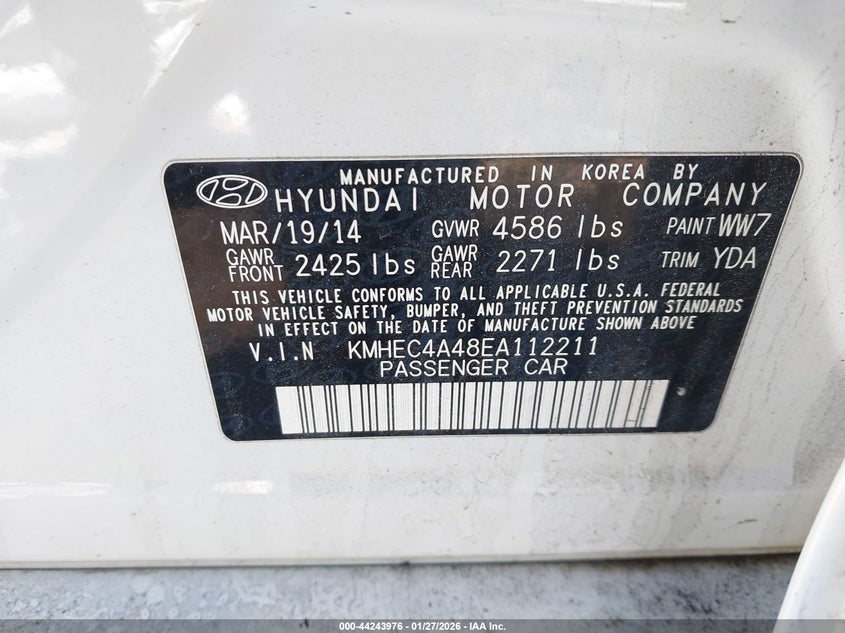 MANUFACTURED IN KOREA BY
HYUNDAI MOTOR COMPANY
MAR/19/14 GVWR 4586 lbs PAINT WW7
GAWR FRONT 2425 lbs GAWR REAR 2271 lbs TRIM YDA
THIS VEHICLE CONFORMS TO ALL APPLICABLE U.S.A. FEDERAL
MOTOR VEHICLE SAFETY, BUMPER, AND THEFT PREVENTION STANDARDS
IN EFFECT ON THE DATE OF MANUFACTURE SHOWN ABOVE
V.I.N KMHEC4A48EA112211
PASSENGER CAR
000-44243976 - 01/27/2026 - IAA Inc.